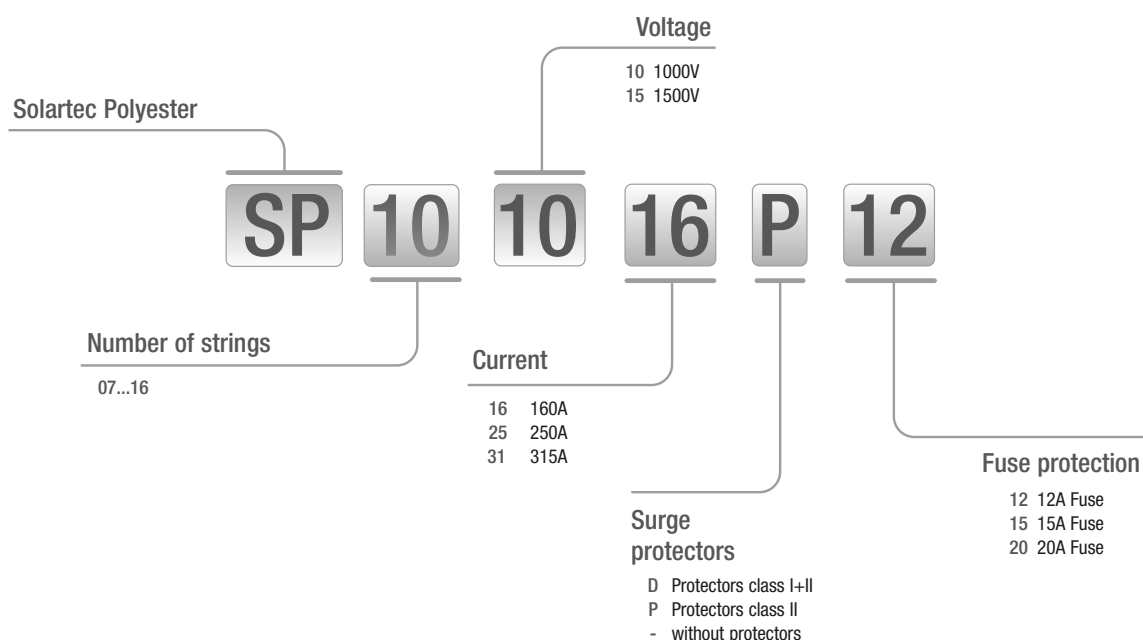 Voltage
10 1000V
15 1500V
Solartec Polyester
SP 10 10 16 P 12
Number of strings
07...16
Current
16 160A
25 250A
31 315A
Surge
protectors
D Protectors class I+II
P Protectors class II
- without protectors
Fuse protection
12 12A Fuse
15 15A Fuse
20 20A Fuse